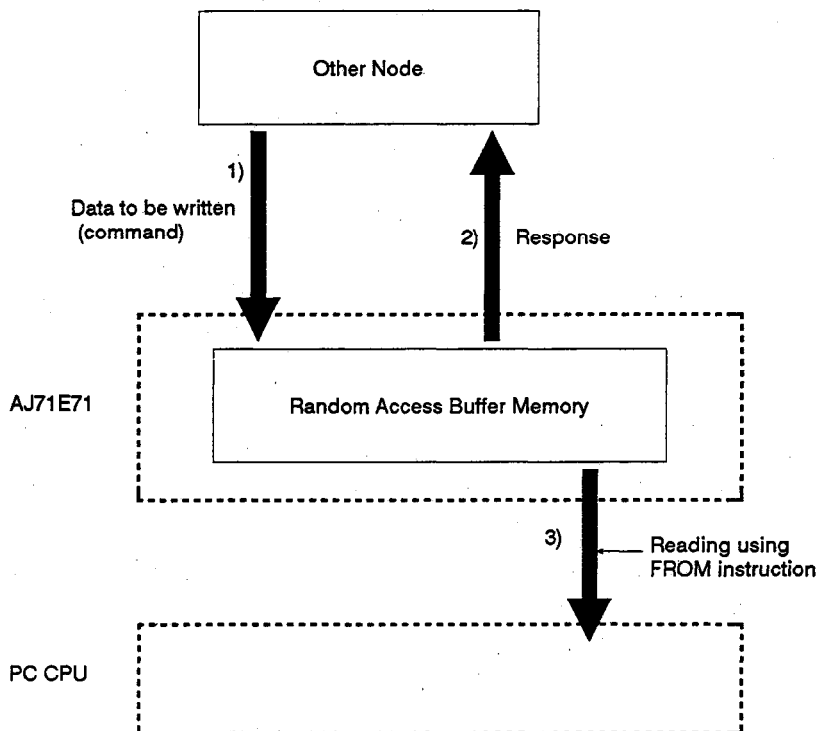 Other Node
1)
Data to be written
(command)
2) Response
AJ71E71
Random Access Buffer Memory
3)
Reading using
FROM instruction
PC CPU